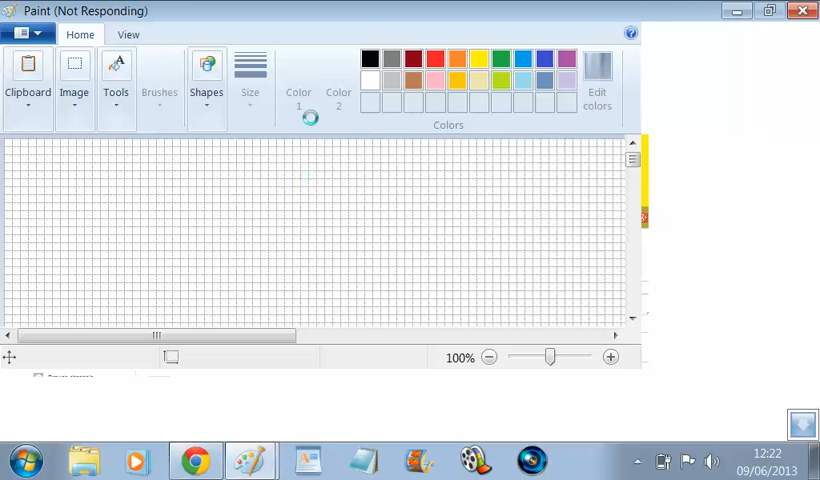 Paint (Not Responding)
Home View
Clipboard Image Tools Brushes Shapes Size Color 1 Color 2 Edit colors
Colors
100%
12:22
09/06/2013